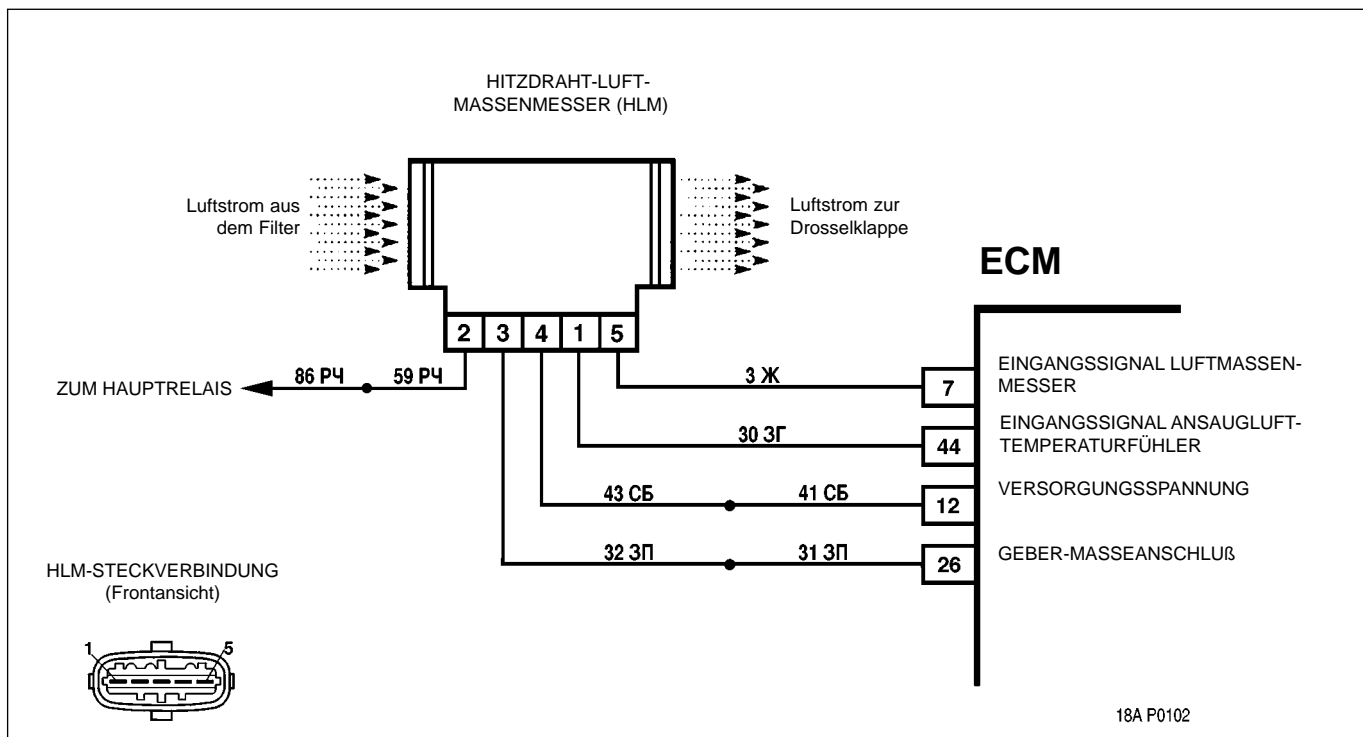 HITZDRAHT-LUFT-
MASSENMESSER (HLM)
Luftstrom aus
dem Filter
Luftstrom zur
Drosselklappe
ECM
2 3 4 1 5
ZUM HAUPTRELAIS
86 РЧ
59 РЧ
3 Ж
7
EINGANGSSIGNAL LUFTMASSEN-
MESSER
30 ЗГ
44
EINGANGSSIGNAL ANSAUGLUFT-
TEMPERATURFÜHLER
43 СБ
41 СБ
12
VERSORGUNGSSPANNUNG
32 ЗП
31 ЗП
26
GEBER-MASSEANSCHLUß
HLM-STECKVERBINDUNG
(Frontansicht)
1
5
18A P0102